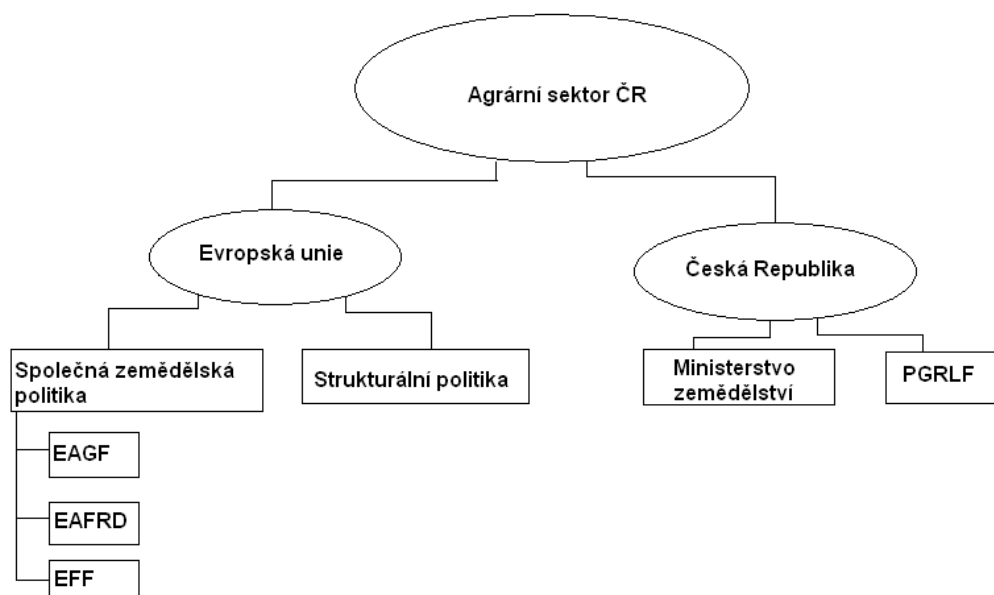 Agrární sektor ČR
Evropská unie
Česká Republika
Společná zemědělská
politika
Strukturální politika
Ministerstvo
zemědělství
PGRLF
EAGF
EAFRD
EFF